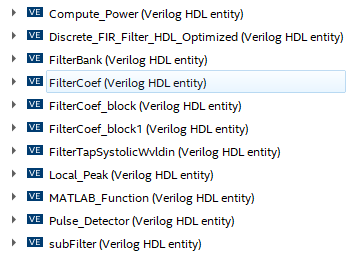 VE Compute_Power (Verilog HDL entity)
VE Discrete_FIR_Filter_HDL_Optimized (Verilog HDL entity)
VE FilterBank (Verilog HDL entity)
VE FilterCoef (Verilog HDL entity)
VE FilterCoef_block (Verilog HDL entity)
VE FilterCoef_block1 (Verilog HDL entity)
VE FilterTapSystolicWvldin (Verilog HDL entity)
VE Local_Peak (Verilog HDL entity)
VE MATLAB_Function (Verilog HDL entity)
VE Pulse_Detector (Verilog HDL entity)
VE subFilter (Verilog HDL entity)